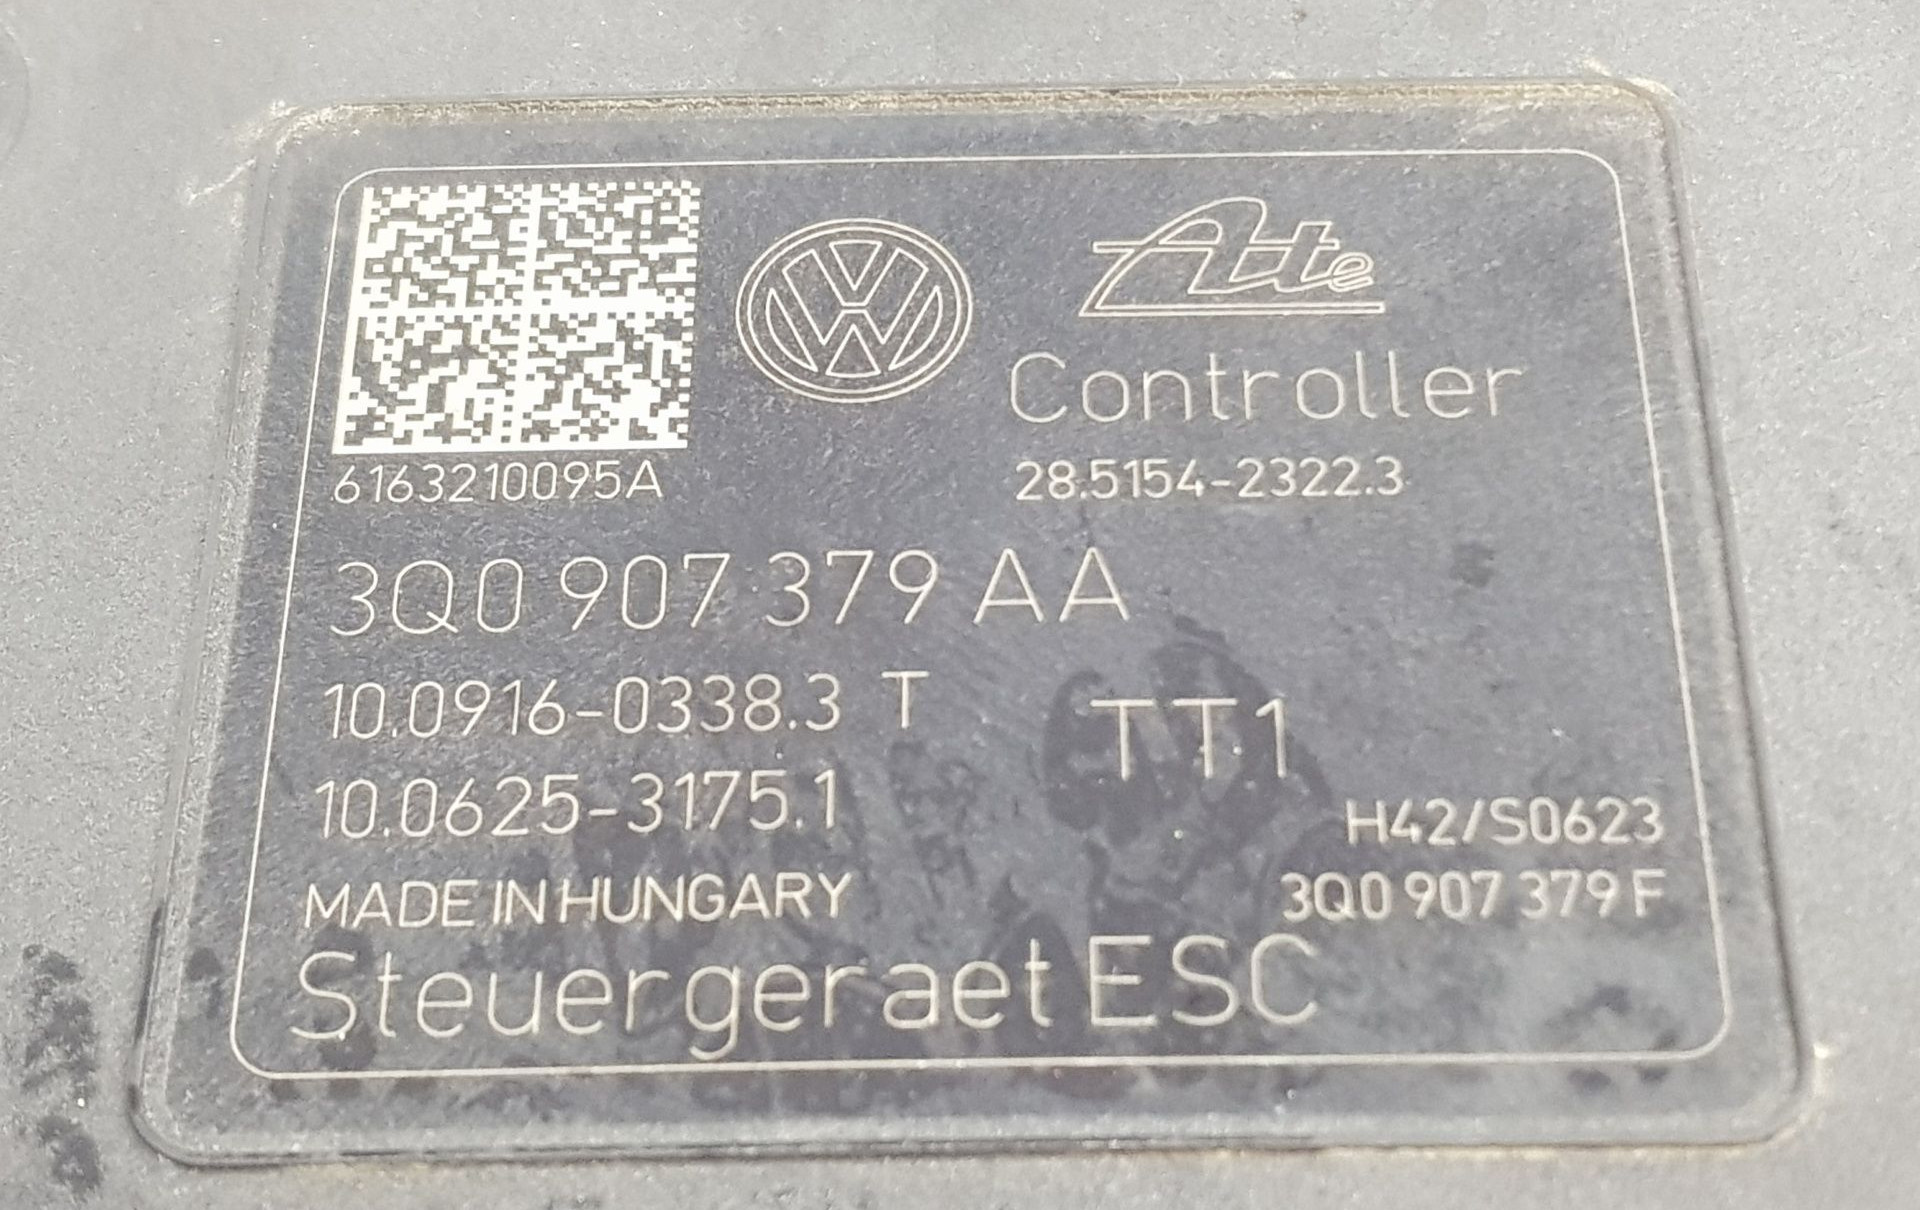 Ate
Controller
6163210095A
28.5154-2322.3
3Q0 907 379 AA
10.0916-0338.3 T
TT1
10.0625-3175.1
H42/S0623
MADE IN HUNGARY
3Q0 907 379 F
Steuergeraet ESC